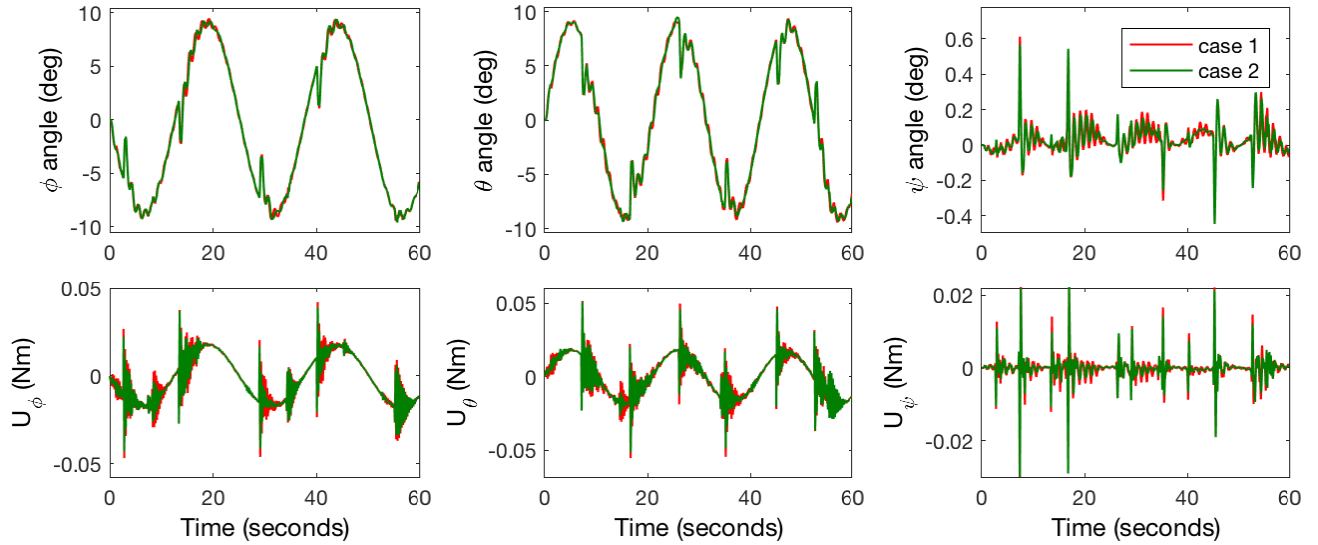 φ angle (deg)
10
5
0
-5
-10
0 20 40 60
θ angle (deg)
10
5
0
-5
-10
0 20 40 60
ψ angle (deg)
0.6
0.4
0.2
0
-0.2
-0.4
0 20 40 60
case 1
case 2
U_φ (Nm)
0.05
0
-0.05
0 20 40 60
Time (seconds)
U_θ (Nm)
0.05
0
-0.05
0 20 40 60
Time (seconds)
U_ψ (Nm)
0.02
0
-0.02
0 20 40 60
Time (seconds)